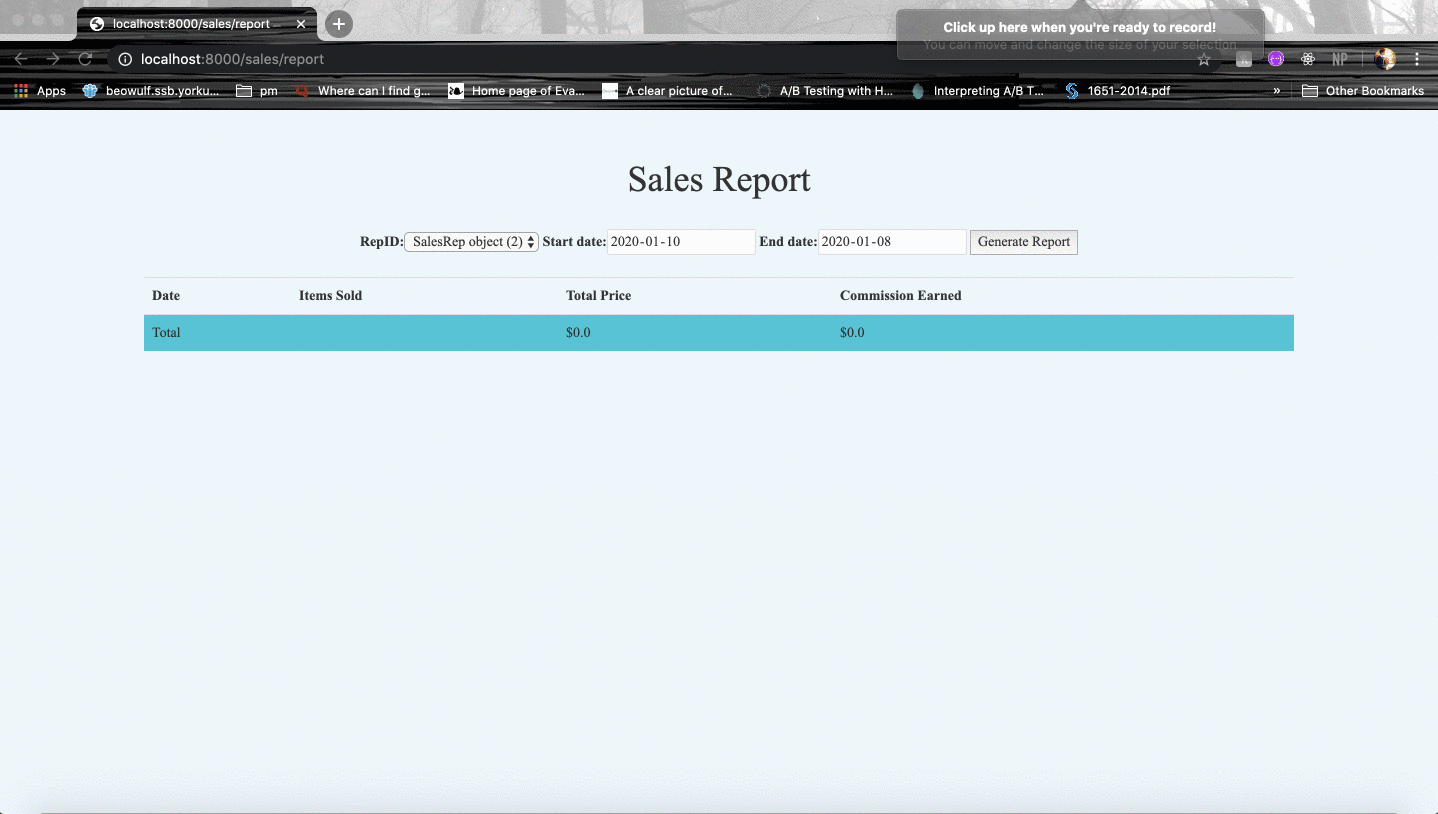 localhost:8000/sales/report
Click up here when you're ready to record!
You can move and change the size of your selection
localhost:8000/sales/report
NP
Apps
beowulf.ssb.yorku...
pm
Where can I find g...
Home page of Eva...
A clear picture of...
A/B Testing with H...
Interpreting A/B T...
1651-2014.pdf
»
Other Bookmarks
Sales Report
RepID: SalesRep object (2) Start date: 2020-01-10 End date: 2020-01-08 Generate Report
Date Items Sold Total Price Commission Earned
Total $0.0 $0.0